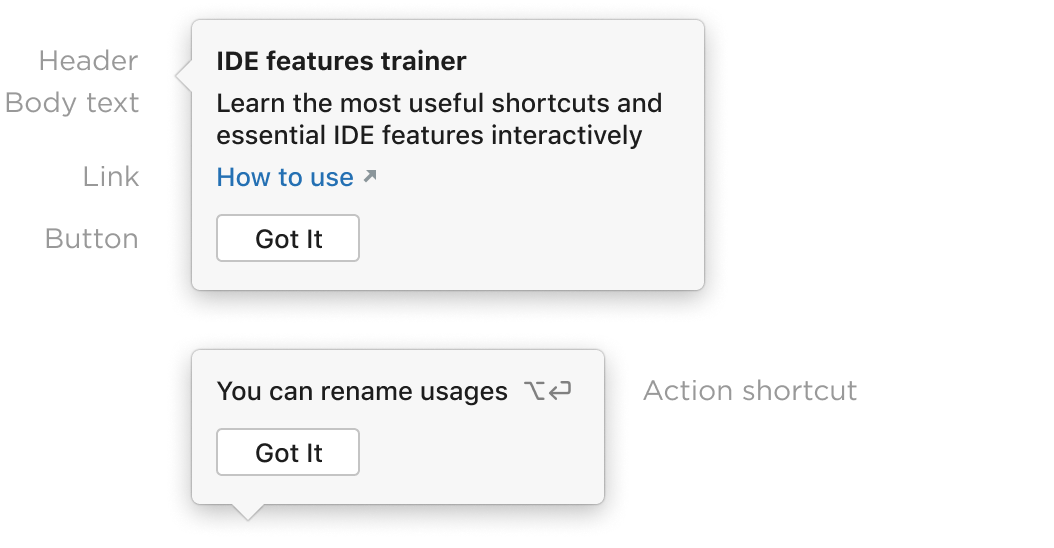 Header
IDE features trainer
Body text
Learn the most useful shortcuts and
essential IDE features interactively
Link
How to use ↗
Button
Got It
You can rename usages ⌥↩
Action shortcut
Got It